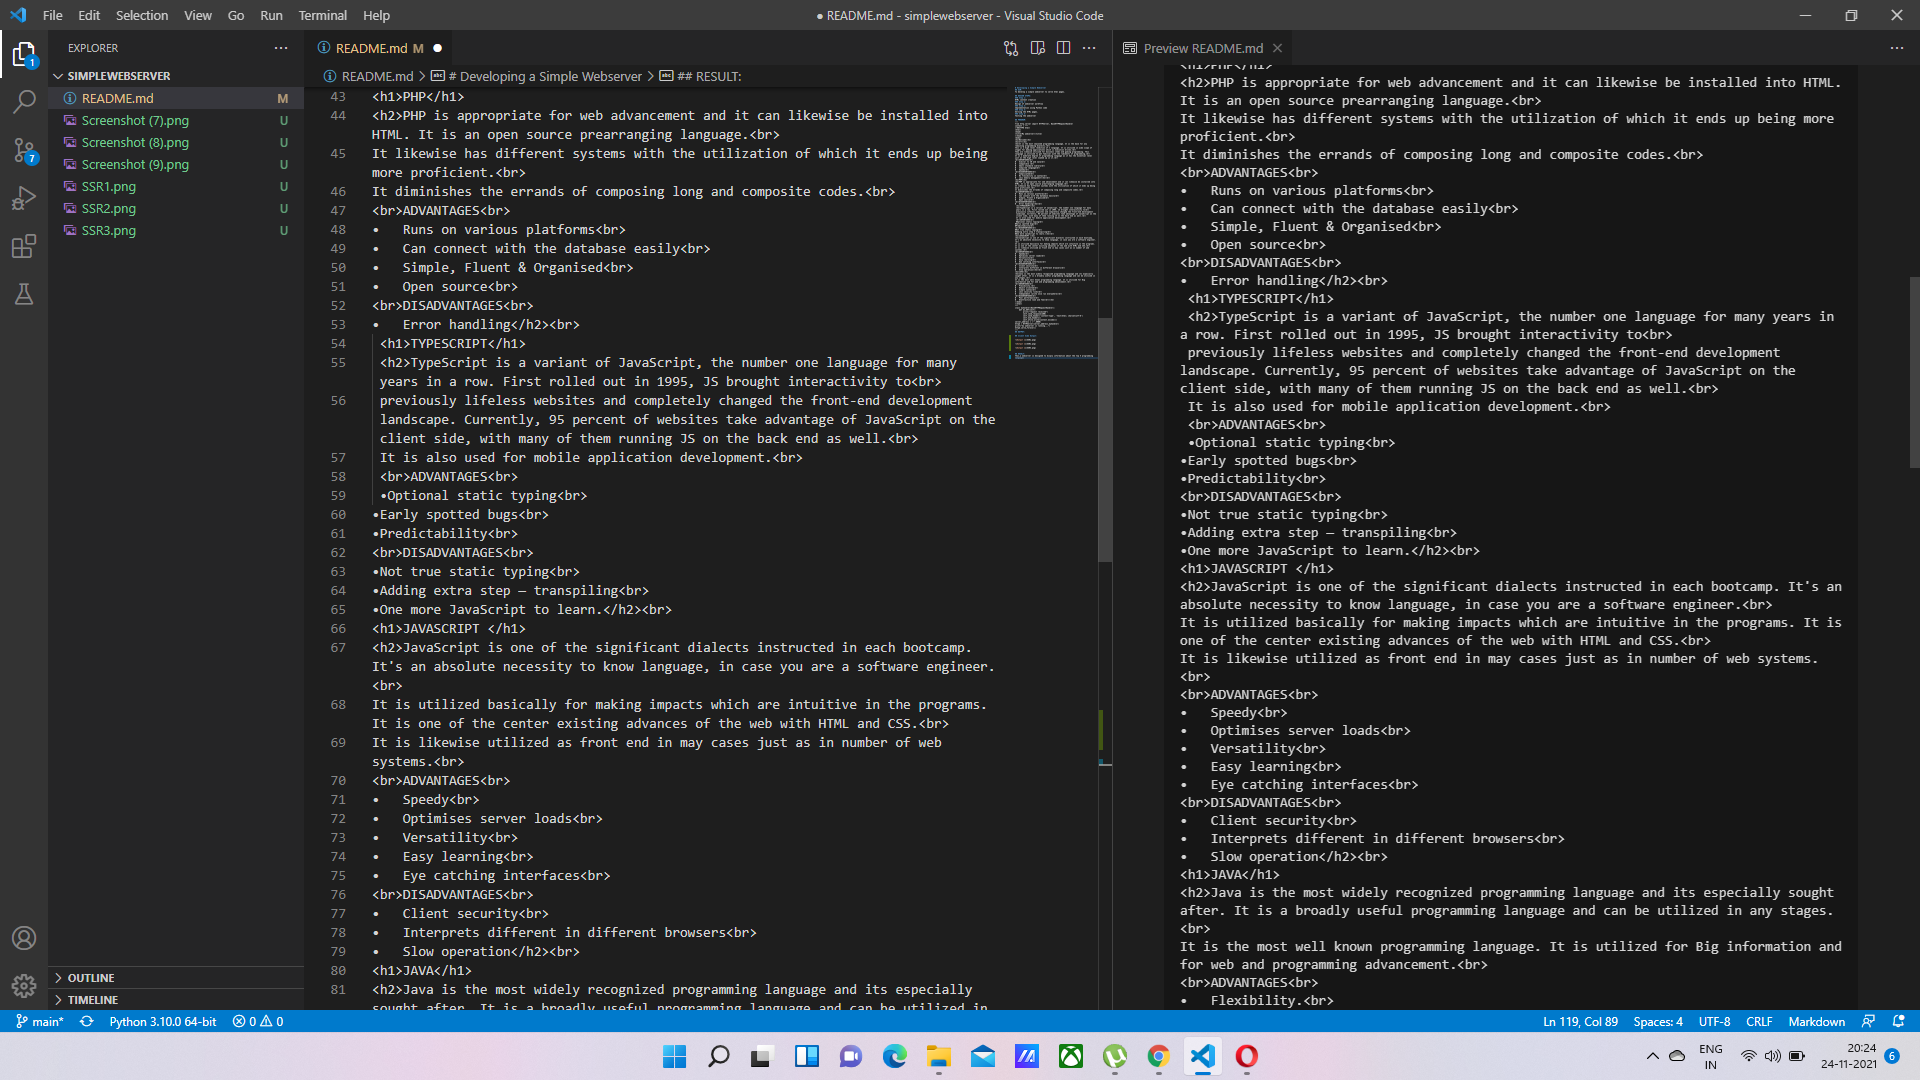 File Edit Selection View Go Run Terminal Help
● README.md - simplewebserver - Visual Studio Code
EXPLORER
SIMPLEWEBSERVER
README.md M
Screenshot (7).png U
Screenshot (8).png U
Screenshot (9).png U
SSR1.png U
SSR2.png U
SSR3.png U
OUTLINE
TIMELINE
README.md M ●
README.md > # Developing a Simple Webserver > ## RESULT:
43 <h1>PHP</h1>
44 <h2>PHP is appropriate for web advancement and it can likewise be installed into
HTML. It is an open source prearranging language.<br>
45 It likewise has different systems with the utilization of which it ends up being
more proficient.<br>
46 It diminishes the errands of composing long and composite codes.<br>
47 <br>ADVANTAGES<br>
48 • Runs on various platforms<br>
49 • Can connect with the database easily<br>
50 • Simple, Fluent & Organised<br>
51 • Open source<br>
52 <br>DISADVANTAGES<br>
53 • Error handling</h2><br>
54 <h1>TYPESCRIPT</h1>
55 <h2>TypeScript is a variant of JavaScript, the number one language for many
years in a row. First rolled out in 1995, JS brought interactivity to<br>
56 previously lifeless websites and completely changed the front-end development
landscape. Currently, 95 percent of websites take advantage of JavaScript on the
client side, with many of them running JS on the back end as well.<br>
57 It is also used for mobile application development.<br>
58 <br>ADVANTAGES<br>
59 •Optional static typing<br>
60 •Early spotted bugs<br>
61 •Predictability<br>
62 <br>DISADVANTAGES<br>
63 •Not true static typing<br>
64 •Adding extra step – transpiling<br>
65 •One more JavaScript to learn.</h2><br>
66 <h1>JAVASCRIPT </h1>
67 <h2>JavaScript is one of the significant dialects instructed in each bootcamp.
It's an absolute necessity to know language, in case you are a software engineer.
<br>
68 It is utilized basically for making impacts which are intuitive in the programs.
It is one of the center existing advances of the web with HTML and CSS.<br>
69 It is likewise utilized as front end in may cases just as in number of web
systems.<br>
70 <br>ADVANTAGES<br>
71 • Speedy<br>
72 • Optimises server loads<br>
73 • Versatility<br>
74 • Easy learning<br>
75 • Eye catching interfaces<br>
76 <br>DISADVANTAGES<br>
77 • Client security<br>
78 • Interprets different in different browsers<br>
79 • Slow operation</h2><br>
80 <h1>JAVA</h1>
81 <h2>Java is the most widely recognized programming language and its especially
sought after. It is a broadly useful programming language and can be utilized in
Preview README.md
<h1>PHP</h1>
<h2>PHP is appropriate for web advancement and it can likewise be installed into HTML.
It is an open source prearranging language.<br>
It likewise has different systems with the utilization of which it ends up being more
proficient.<br>
It diminishes the errands of composing long and composite codes.<br>
<br>ADVANTAGES<br>
• Runs on various platforms<br>
• Can connect with the database easily<br>
• Simple, Fluent & Organised<br>
• Open source<br>
<br>DISADVANTAGES<br>
• Error handling</h2><br>
<h1>TYPESCRIPT</h1>
<h2>TypeScript is a variant of JavaScript, the number one language for many years in
a row. First rolled out in 1995, JS brought interactivity to<br>
previously lifeless websites and completely changed the front-end development
landscape. Currently, 95 percent of websites take advantage of JavaScript on the
client side, with many of them running JS on the back end as well.<br>
It is also used for mobile application development.<br>
<br>ADVANTAGES<br>
•Optional static typing<br>
•Early spotted bugs<br>
•Predictability<br>
<br>DISADVANTAGES<br>
•Not true static typing<br>
•Adding extra step – transpiling<br>
•One more JavaScript to learn.</h2><br>
<h1>JAVASCRIPT </h1>
<h2>JavaScript is one of the significant dialects instructed in each bootcamp. It's an
absolute necessity to know language, in case you are a software engineer.<br>
It is utilized basically for making impacts which are intuitive in the programs. It is
one of the center existing advances of the web with HTML and CSS.<br>
It is likewise utilized as front end in may cases just as in number of web systems.
<br>
<br>ADVANTAGES<br>
• Speedy<br>
• Optimises server loads<br>
• Versatility<br>
• Easy learning<br>
• Eye catching interfaces<br>
<br>DISADVANTAGES<br>
• Client security<br>
• Interprets different in different browsers<br>
• Slow operation</h2><br>
<h1>JAVA</h1>
<h2>Java is the most widely recognized programming language and its especially sought
after. It is a broadly useful programming language and can be utilized in any stages.
<br>
It is the most well known programming language. It is utilized for Big information and
for web and programming advancement.<br>
<br>ADVANTAGES<br>
• Flexibility.<br>
main* Python 3.10.0 64-bit 0 0
Ln 119, Col 89 Spaces: 4 UTF-8 CRLF Markdown
ENG
IN
20:24
24-11-2021
6
1
7